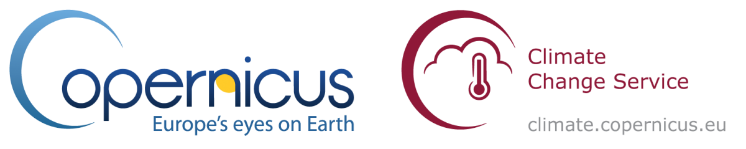 Copernicus
Europe's eyes on Earth
Climate
Change Service
climate.copernicus.eu